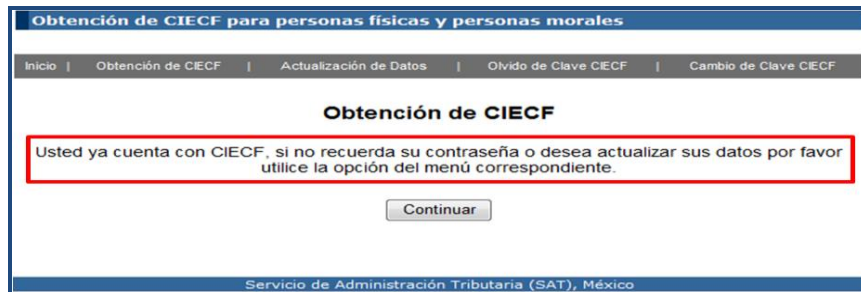 Obtención de CIECF para personas físicas y personas morales
Inicio | Obtención de CIECF | Actualización de Datos | Olvido de Clave CIECF | Cambio de Clave CIECF
Obtención de CIECF
Usted ya cuenta con CIECF, si no recuerda su contraseña o desea actualizar sus datos por favor
utilice la opción del menú correspondiente.
Continuar
Servicio de Administración Tributaria (SAT), México